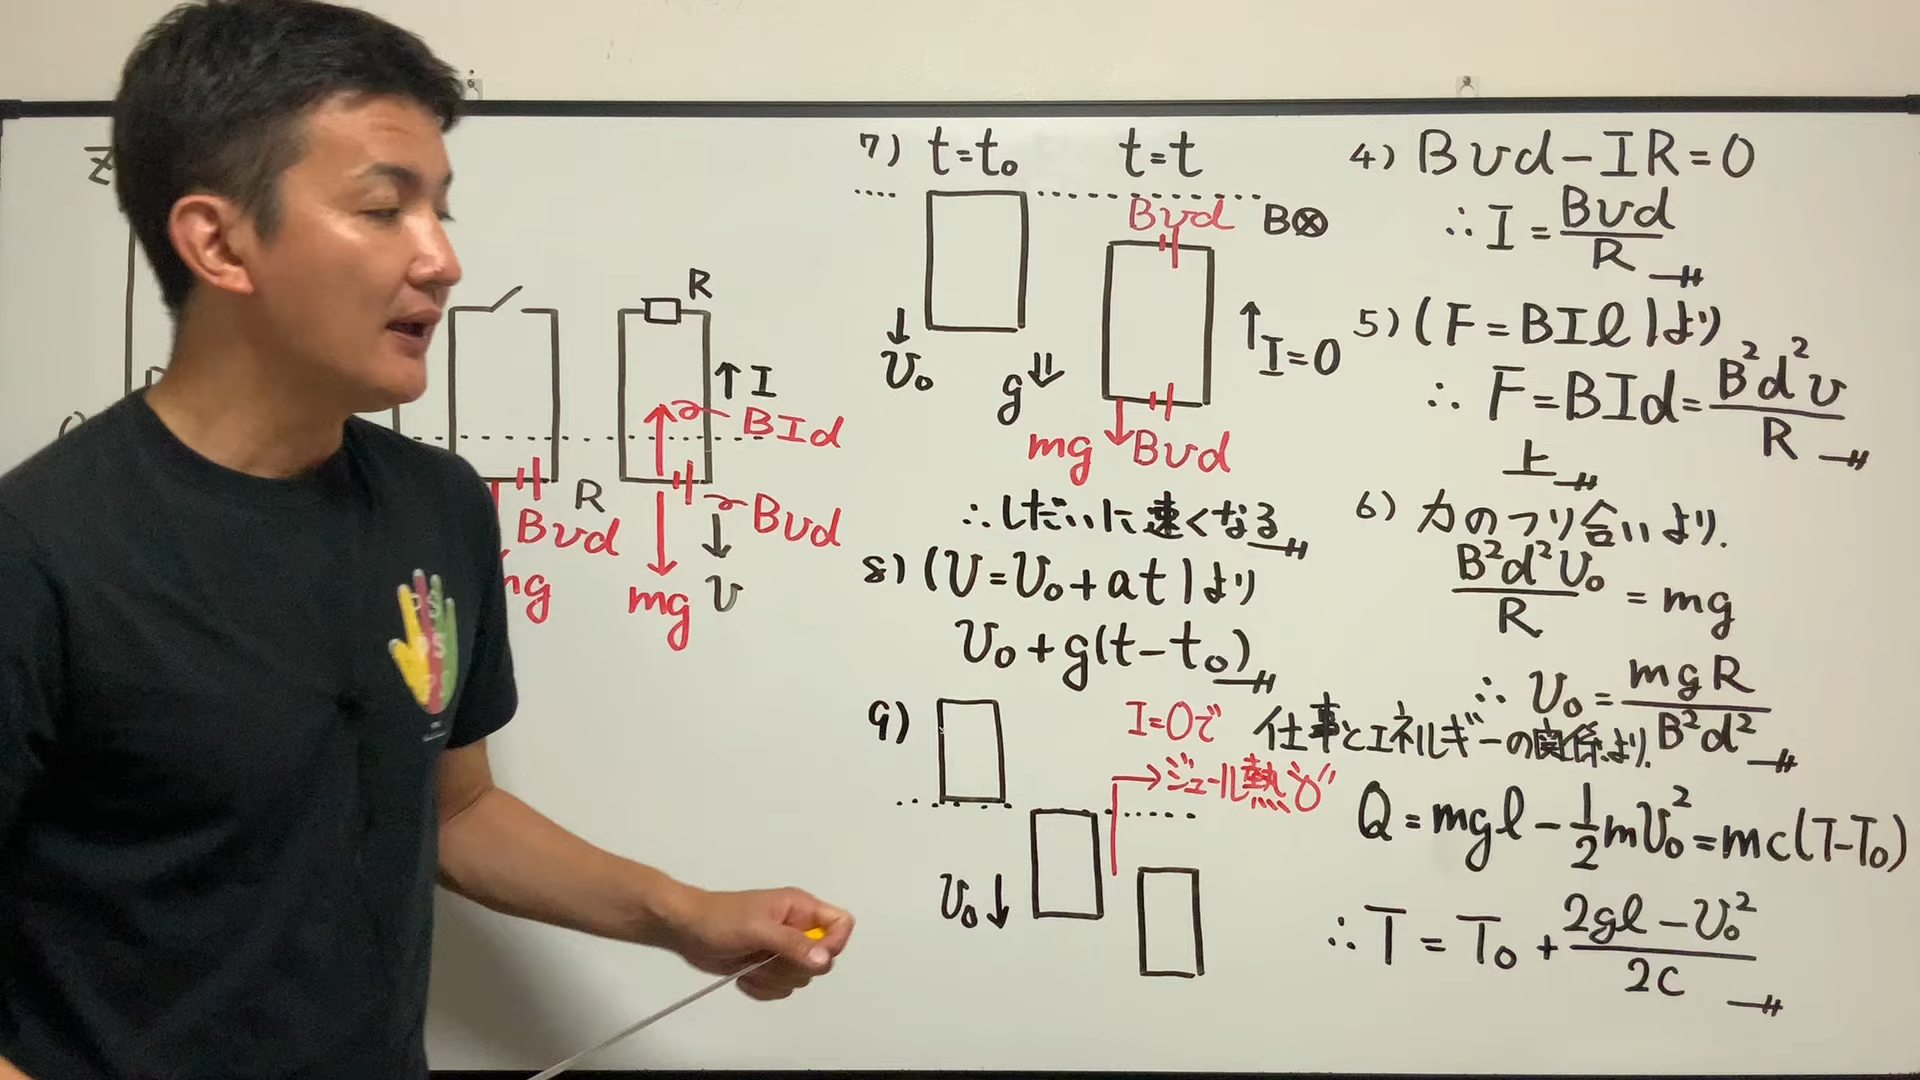 Z
R
Bvd
mg
R
↑I
BId
Bvd
mg
v
7) t=t₀ t=t
Bvd B⊗
v₀
g
↑I=0
mg
Bvd
∴しだいに速くなる
8) (v=v₀+at)より
v₀+g(t-t₀)
9)
I=0で
→ジュール熱0
v₀↓
4) Bvd-IR=0
∴I=Bvd/R
5) (F=BIℓ)より
∴F=BId=B²d²v/R
上
6) 力のつり合いより.
B²d²v₀/R=mg
∴v₀=mgR/B²d²
仕事とエネルギーの関係より.
Q=mgℓ-1/2mv₀²=mc(T-T₀)
∴T=T₀+2gℓ-v₀²/2c